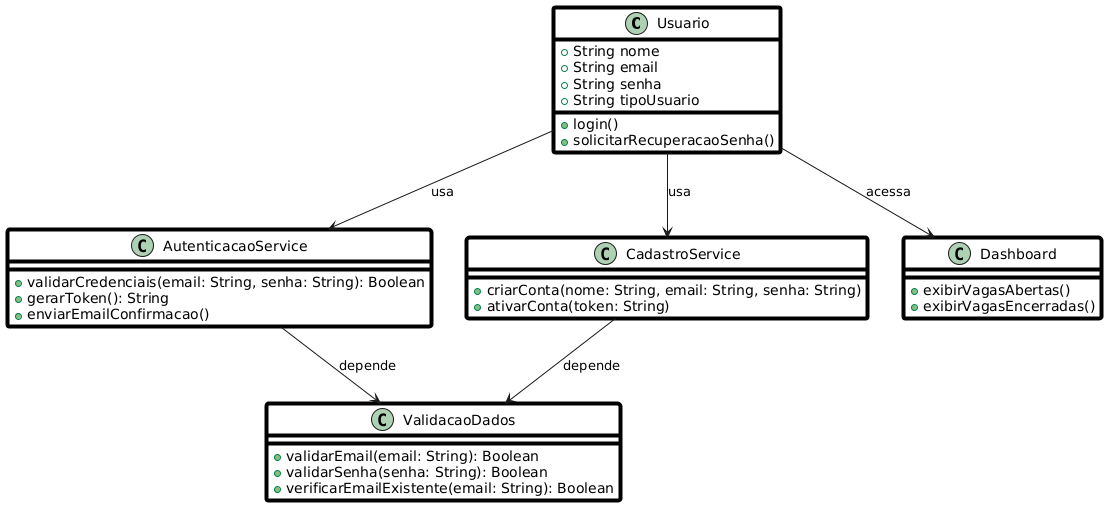 C Usuario
String nome
String email
String senha
String tipoUsuario
login()
solicitarRecuperacaoSenha()
usa
usa
acessa
C AutenticacaoService
validarCredenciais(email: String, senha: String): Boolean
gerarToken(): String
enviarEmailConfirmacao()
C CadastroService
criarConta(nome: String, email: String, senha: String)
ativarConta(token: String)
C Dashboard
exibirVagasAbertas()
exibirVagasEncerradas()
depende
depende
C ValidacaoDados
validarEmail(email: String): Boolean
validarSenha(senha: String): Boolean
verificarEmailExistente(email: String): Boolean